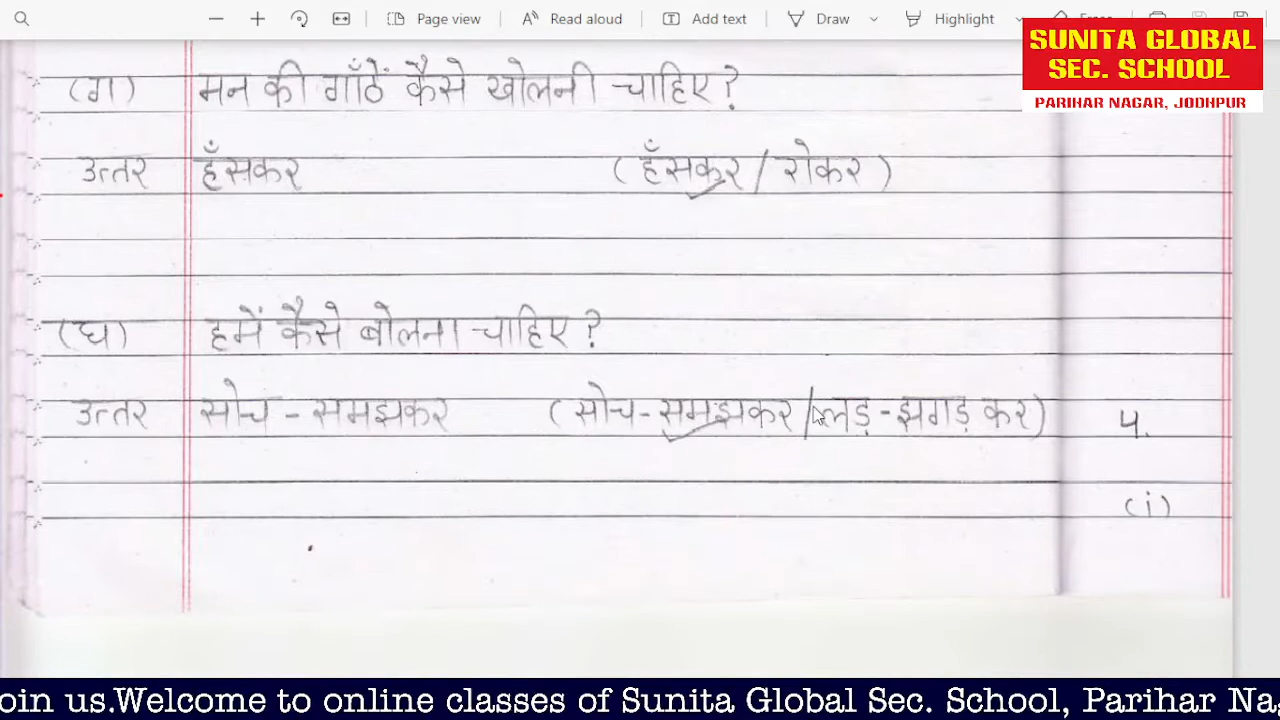 Page view Read aloud Add text Draw Highlight
SUNITA GLOBAL
SEC. SCHOOL
PARIHAR NAGAR, JODHPUR
(ग) मन की गाँठें कैसे खोलनी चाहिए ?
उत्तर हँसकर (हँसकर / रोकर )
(घ) हमें कैसे बोलना चाहिए ?
उत्तर सोच - समझकर (सोच- समझकर / लड़ -झगड़ कर) 4.
(i)
oin us.Welcome to online classes of Sunita Global Sec. School, Parihar Na